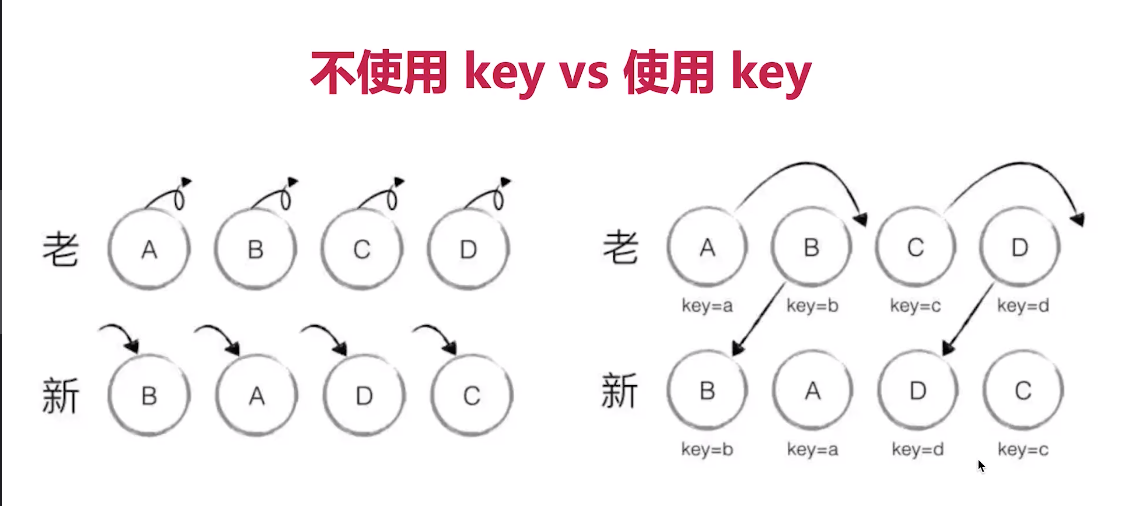 不使用 key vs 使用 key
老 A B C D
新 B A D C
老 A B C D
key=a key=b key=c key=d
新 B A D C
key=b key=a key=d key=c